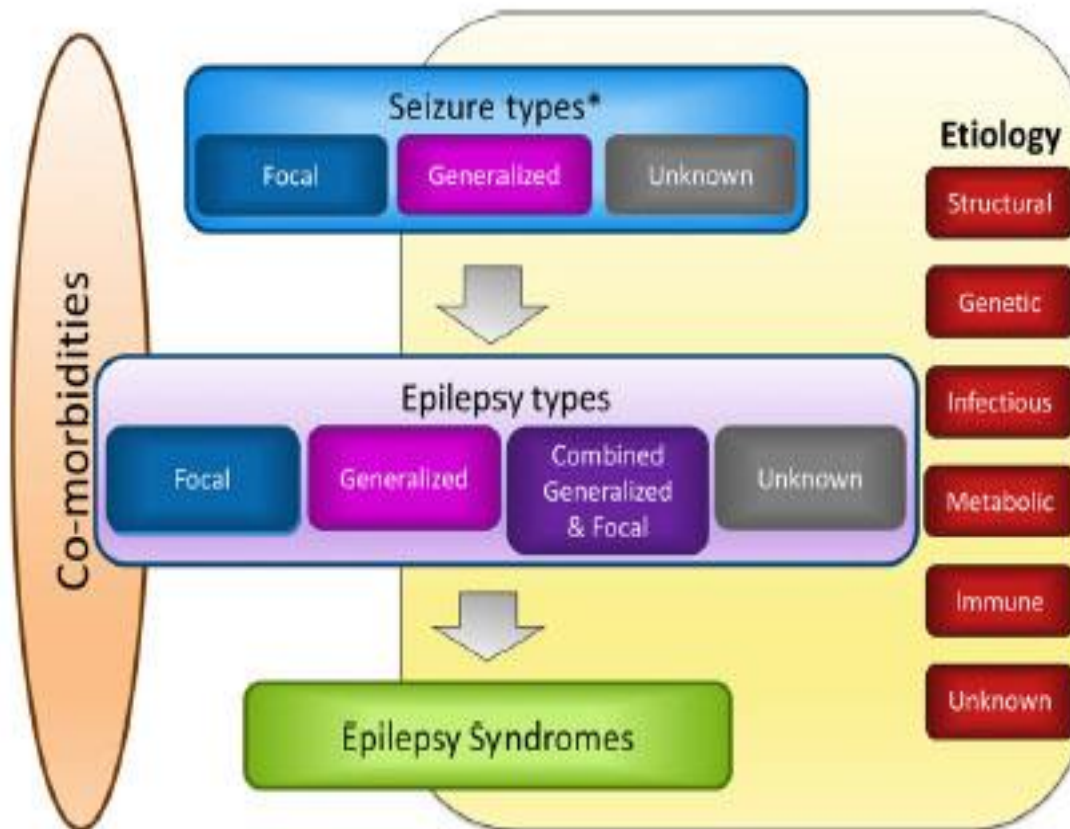 Co-morbidities
Seizure types*
Focal
Generalized
Unknown
Epilepsy types
Focal
Generalized
Combined
Generalized
& Focal
Unknown
Epilepsy Syndromes
Etiology
Structural
Genetic
Infectious
Metabolic
Immune
Unknown